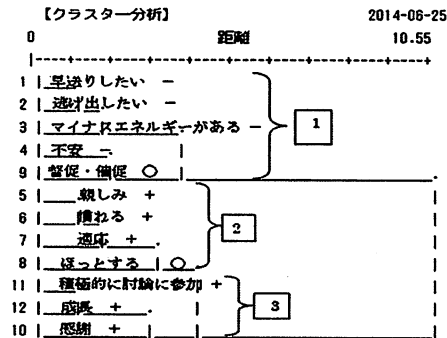 【クラスター分析】 2014-06-25
0 距離 10.55
1 早送りしたい －
2 逃げ出したい －
3 マイナスエネルギーがある －
1
4 不安 －
9 督促・催促 ○
5 親しみ ＋
6 慣れる ＋
2
7 適応 ＋
8 ほっとする ○
11 積極的に討論に参加 ＋
12 成長 ＋
3
10 感謝 ＋